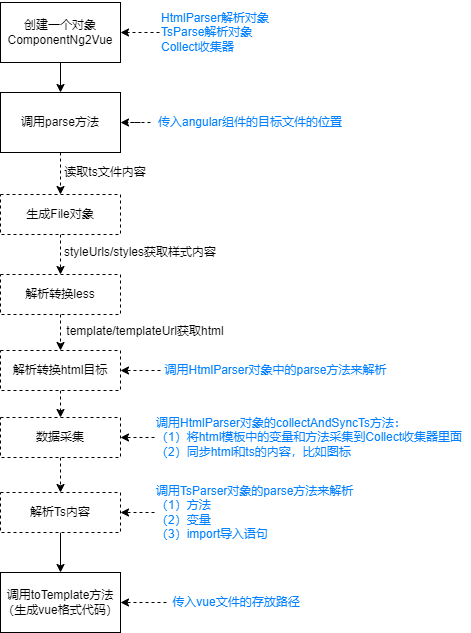 创建一个对象
ComponentNg2Vue
HtmlParser解析对象
TsParse解析对象
Collect收集器
调用parse方法
传入angular组件的目标文件的位置
读取ts文件内容
生成File对象
styleUrls/styles获取样式内容
解析转换less
template/templateUrl获取html
解析转换html目标
调用HtmlParser对象中的parse方法来解析
数据采集
调用HtmlParser对象的collectAndSyncTs方法：
（1）将html模板中的变量和方法采集到Collect收集器里面
（2）同步html和ts的内容，比如图标
解析Ts内容
调用TsParser对象的parse方法来解析
（1）方法
（2）变量
（3）import导入语句
调用toTemplate方法
（生成vue格式代码）
传入vue文件的存放路径